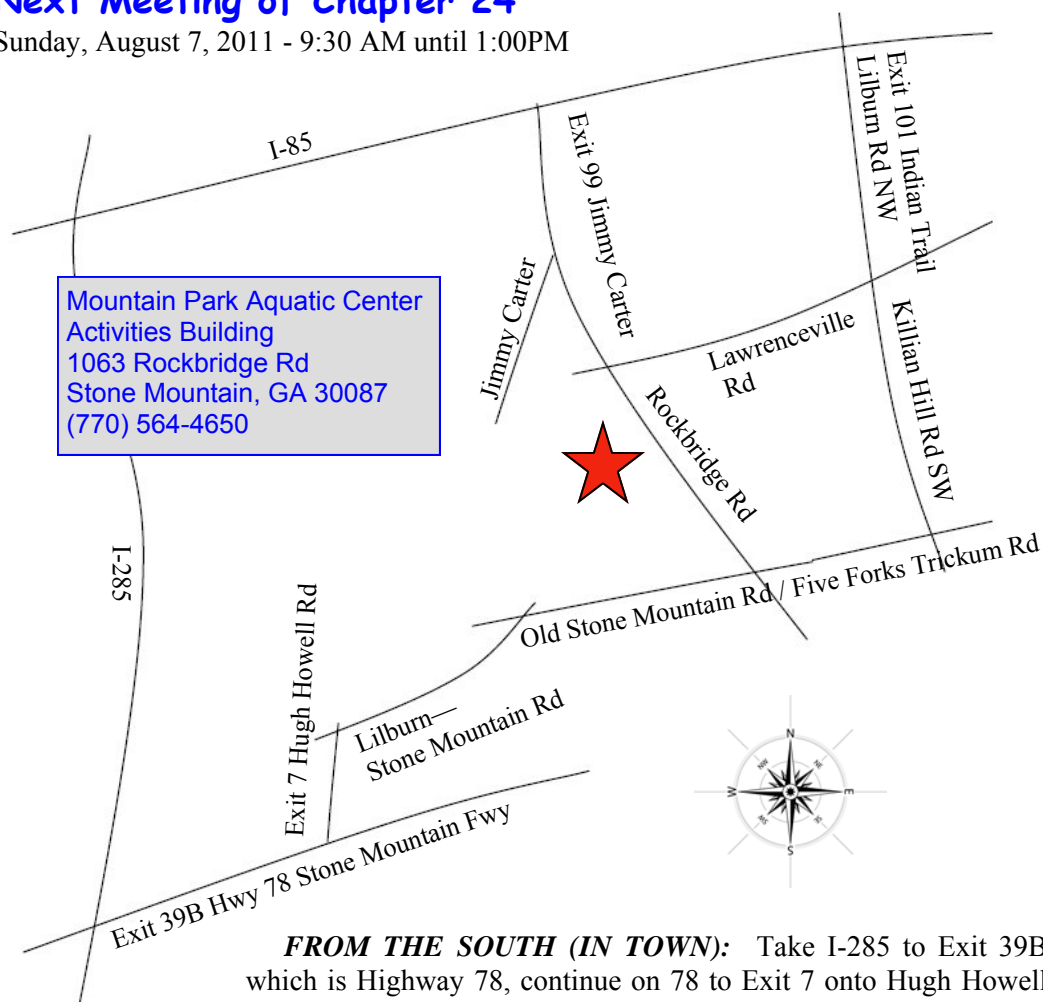 Next Meeting of Chapter 24
Sunday, August 7, 2011 - 9:30 AM until 1:00PM
I-85
Exit 99 Jimmy Carter
Exit 101 Indian Trail
Lilburn Rd NW
Mountain Park Aquatic Center
Activities Building
1063 Rockbridge Rd
Stone Mountain, GA 30087
(770) 564-4650
Jimmy Carter
Lawrenceville
Rd
Killian Hill Rd SW
Rockbridge Rd
I-285
Old Stone Mountain Rd / Five Forks Trickum Rd
Exit 7 Hugh Howell Rd
Lilburn—
Stone Mountain Rd
Exit 39B Hwy 78 Stone Mountain Fwy
N
NW
NE
W
E
SW
SE
S
FROM THE SOUTH (IN TOWN): Take I-285 to Exit 39B
which is Highway 78, continue on 78 to Exit 7 onto Hugh Howell